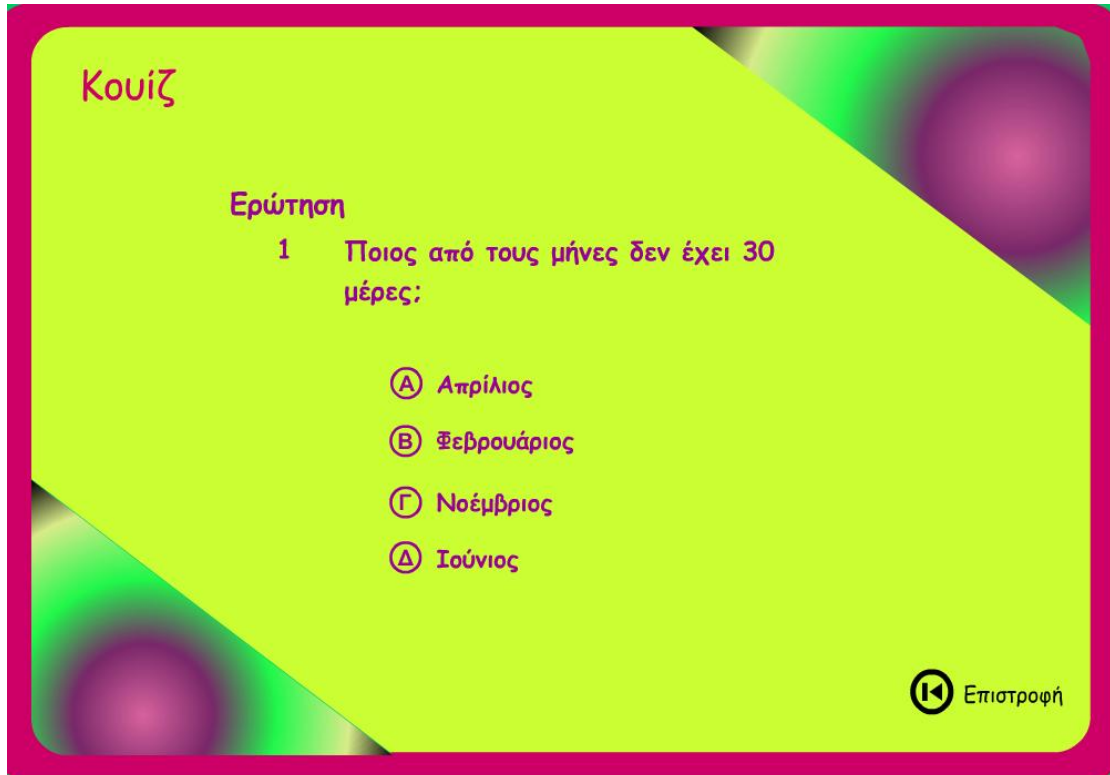 Κουίζ
Ερώτηση
1 Ποιος από τους μήνες δεν έχει 30
μέρες;
Α Απρίλιος
Β Φεβρουάριος
Γ Νοέμβριος
Δ Ιούνιος
Επιστροφή